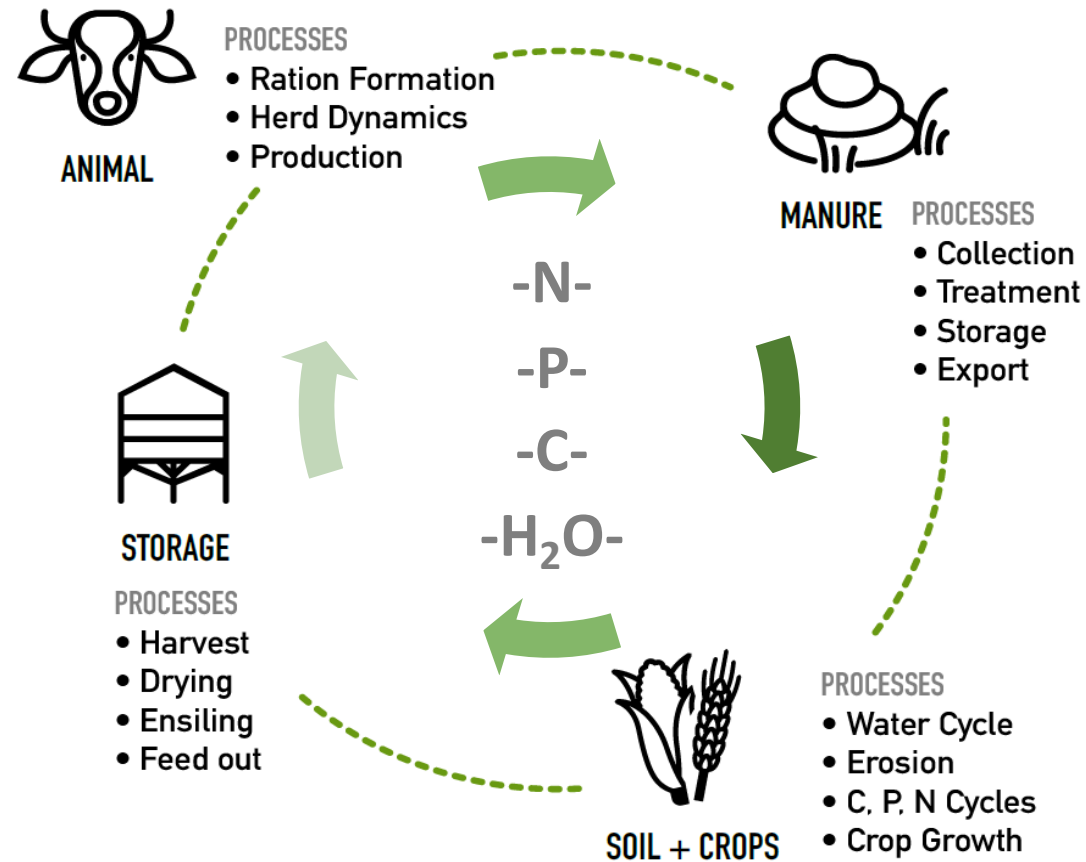 PROCESSES
• Ration Formation
• Herd Dynamics
• Production
ANIMAL
MANURE
PROCESSES
• Collection
• Treatment
• Storage
• Export
-N-
-P-
-C-
-H₂O-
STORAGE
PROCESSES
• Harvest
• Drying
• Ensiling
• Feed out
PROCESSES
• Water Cycle
• Erosion
• C, P, N Cycles
• Crop Growth
SOIL + CROPS